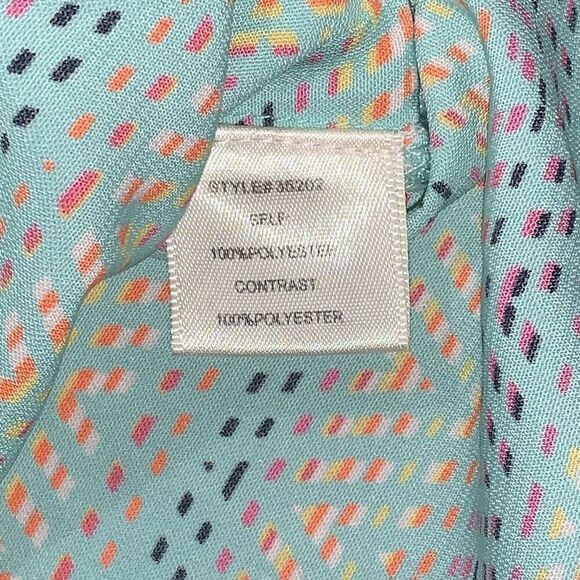 STYLE#35202
SELF
100%POLYESTER
CONTRAST
100%POLYESTER